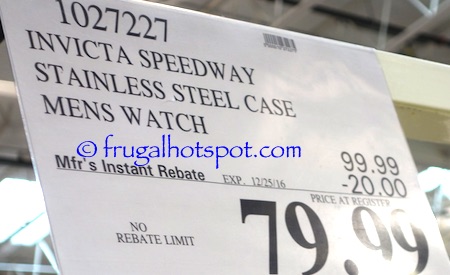 1027227
INVICTA SPEEDWAY
STAINLESS STEEL CASE
MENS WATCH
© frugalhotspot.com
99.99
Mfr's Instant Rebate EXP. 12/25/16 -20.00
PRICE AT REGISTER
79.99
NO
REBATE LIMIT